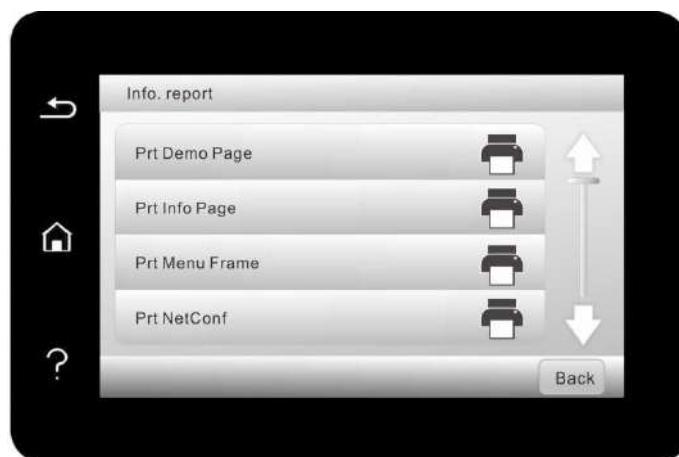 Info. report
Prt Demo Page
Prt Info Page
Prt Menu Frame
Prt NetConf
?
Back